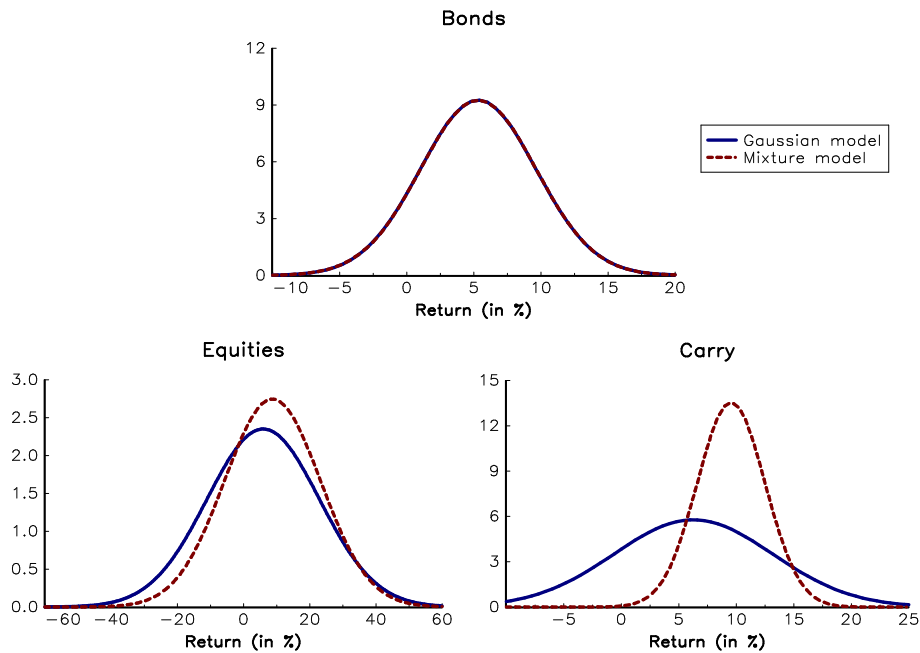 Bonds
12
9
6
3
0
−10 −5 0 5 10 15 20
Return (in %)
Gaussian model
Mixture model
Equities
3.0
2.5
2.0
1.5
1.0
0.5
0.0
−60 −40 −20 0 20 40 60
Return (in %)
Carry
15
12
9
6
3
0
−5 0 5 10 15 20 25
Return (in %)